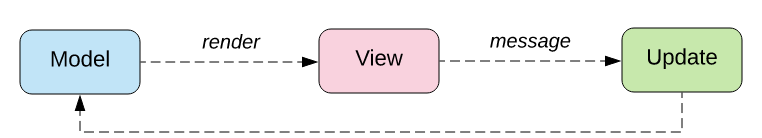 render
message
Model
View
Update